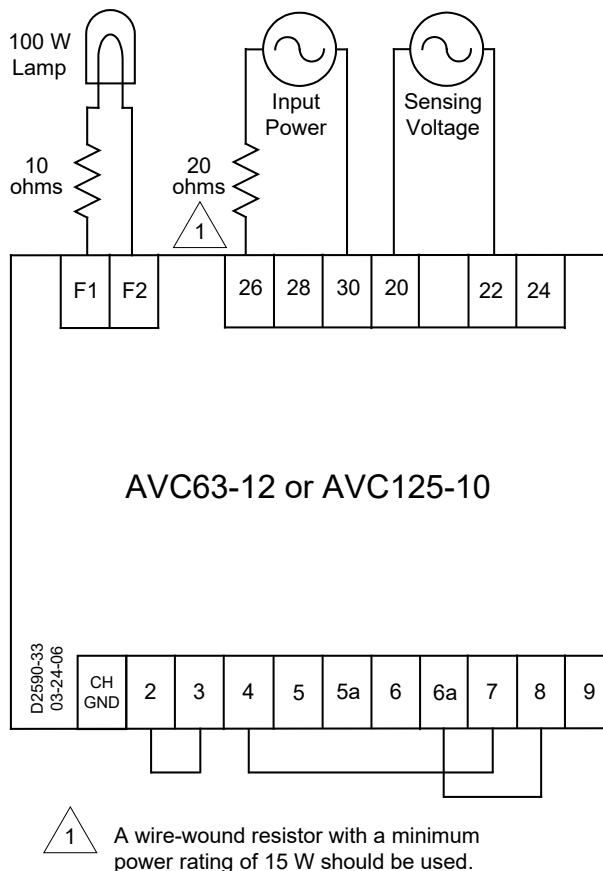 100 W
Lamp
Input
Power
Sensing
Voltage
10
ohms
20
ohms
1
F1 F2 26 28 30 20 22 24
AVC63-12 or AVC125-10
D2590-33
03-24-06
CH
GND
2 3 4 5 5a 6 6a 7 8 9
1 A wire-wound resistor with a minimum
power rating of 15 W should be used.